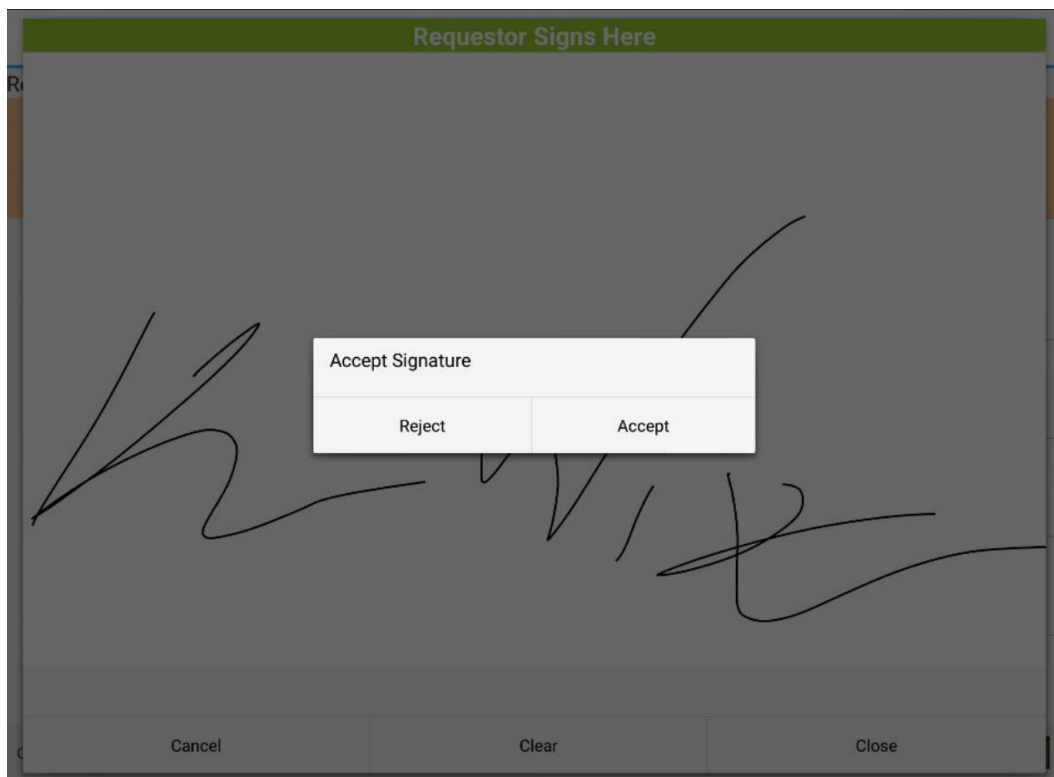 Requestor Signs Here
Accept Signature
Reject Accept
Cancel Clear Close